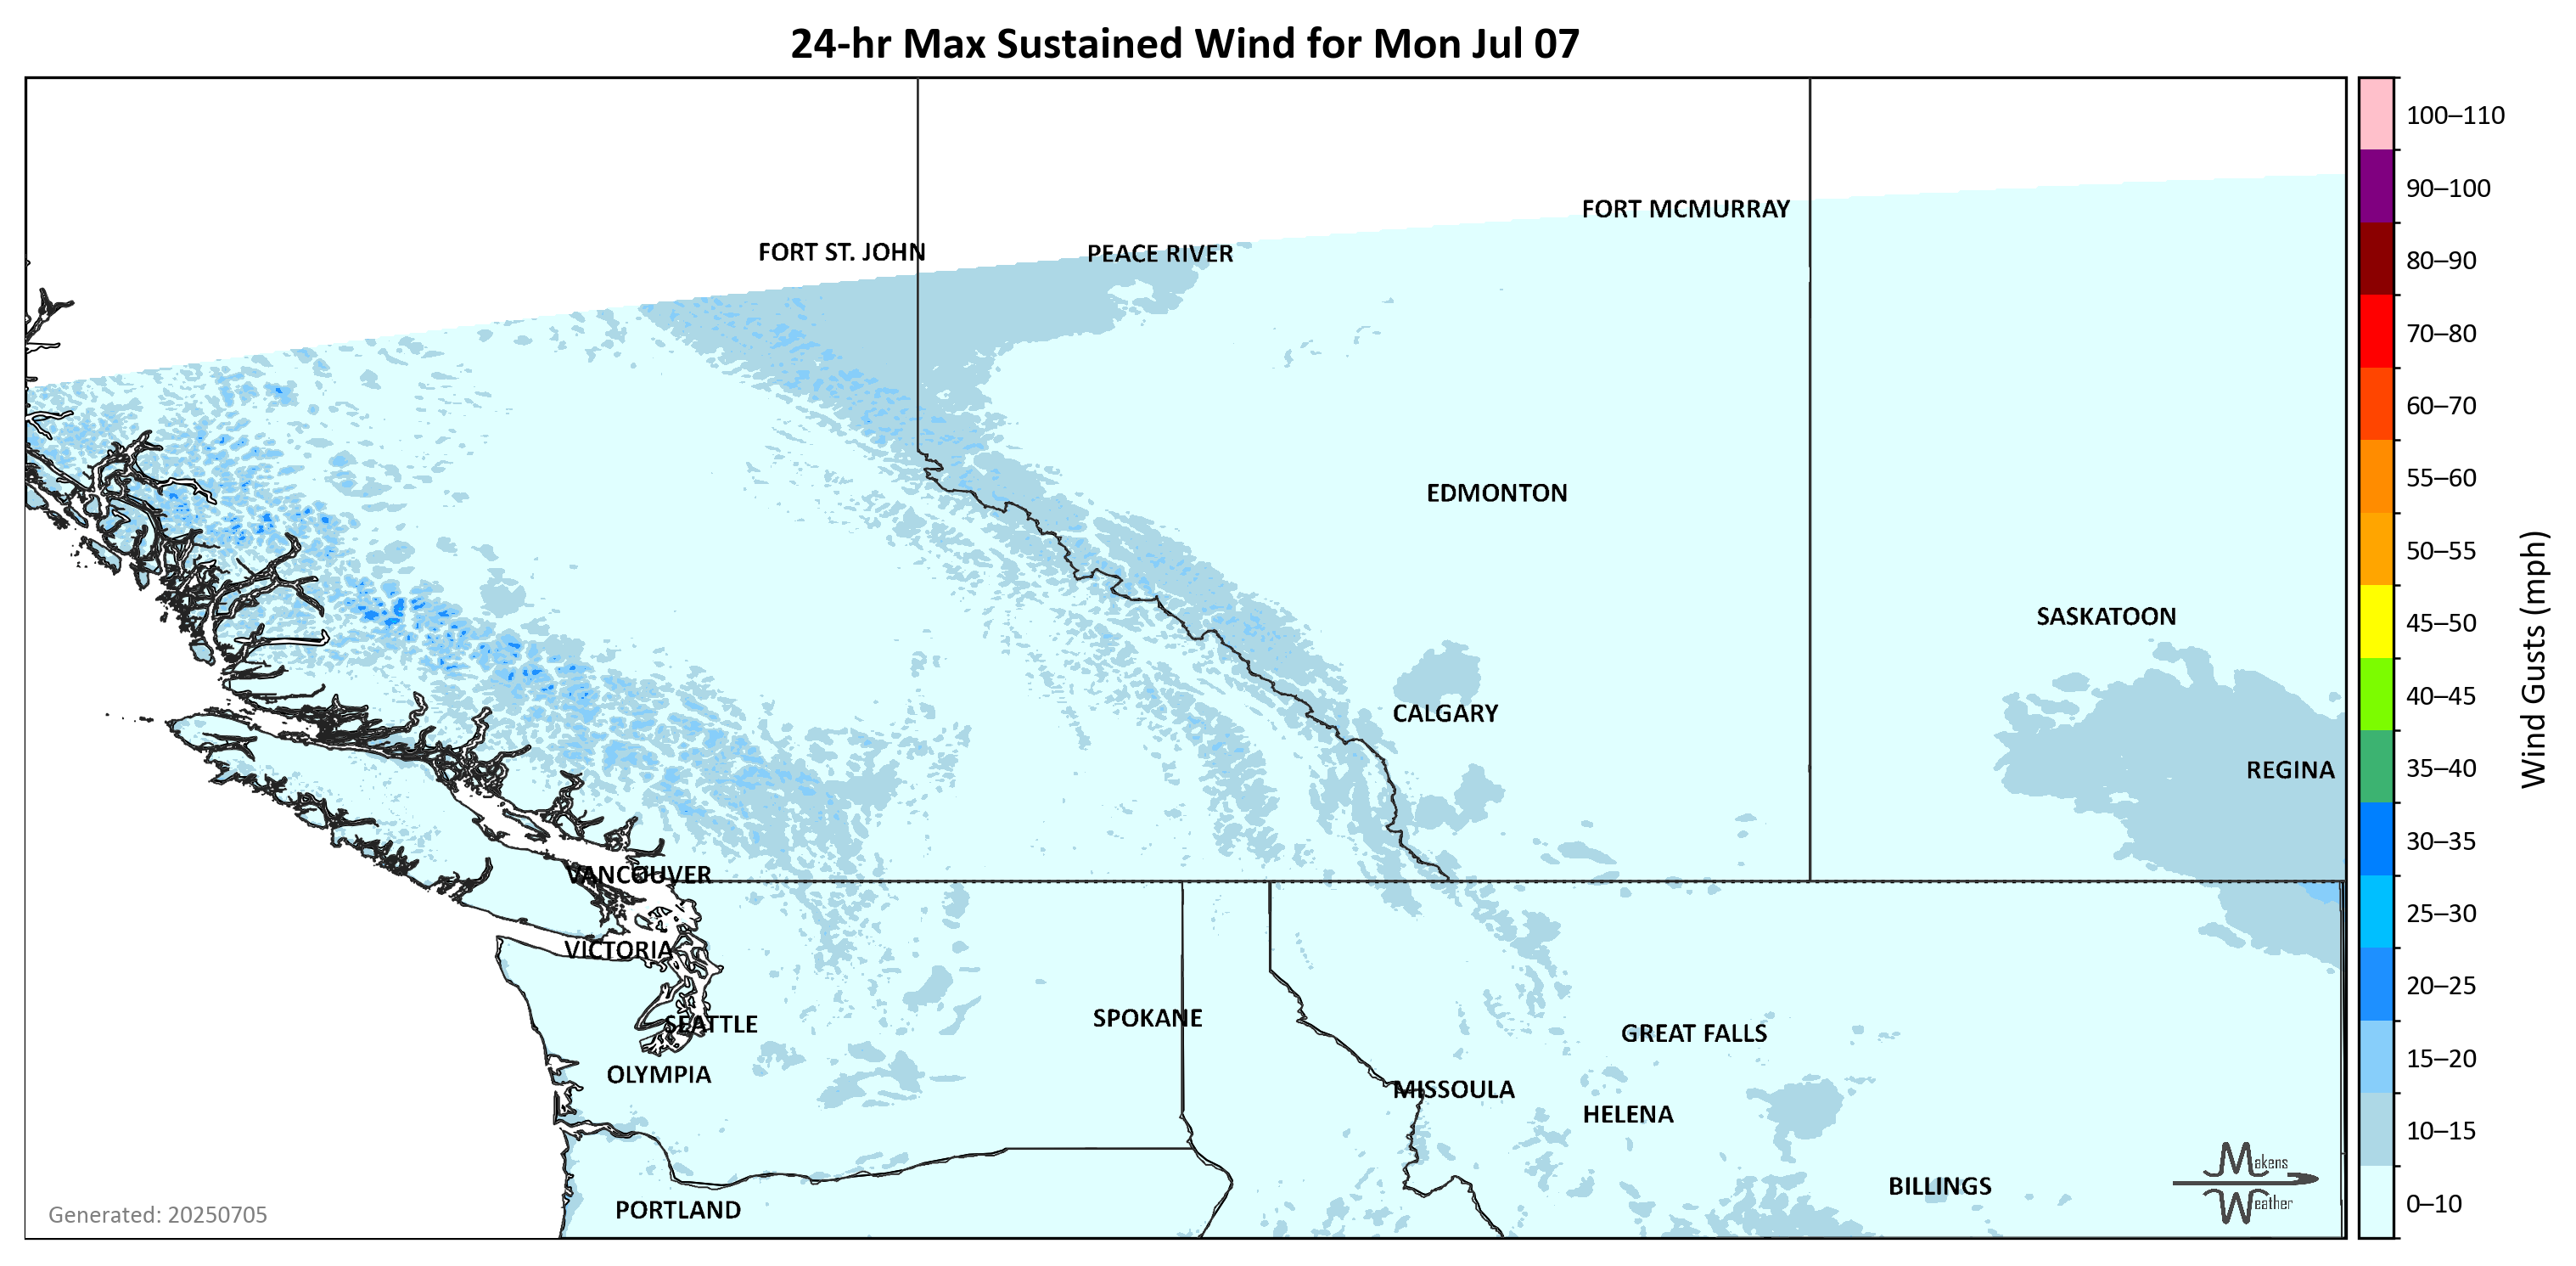 24-hr Max Sustained Wind for Mon Jul 07
100–110
90–100
80–90
70–80
60–70
55–60
50–55
45–50
40–45
35–40
30–35
25–30
20–25
15–20
10–15
0–10
Wind Gusts (mph)
FORT MCMURRAY
FORT ST. JOHN
PEACE RIVER
EDMONTON
SASKATOON
CALGARY
REGINA
VANCOUVER
VICTORIA
SEATTLE
SPOKANE
GREAT FALLS
OLYMPIA
MISSOULA
HELENA
BILLINGS
PORTLAND
Makens
Weather
Generated: 20250705